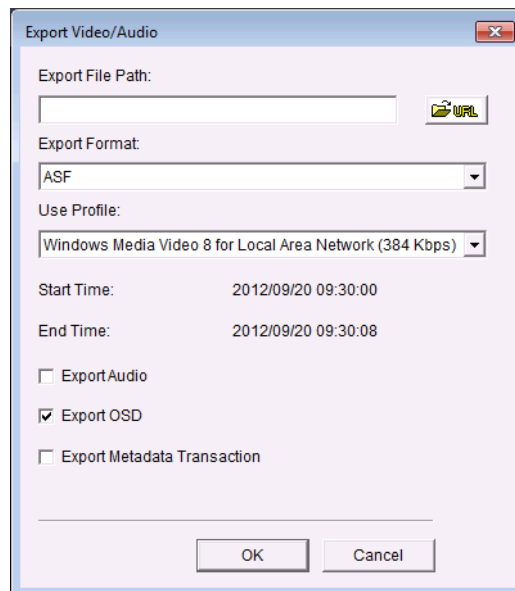 Export Video/Audio
Export File Path:
URL
Export Format:
ASF
Use Profile:
Windows Media Video 8 for Local Area Network (384 Kbps)
Start Time: 2012/09/20 09:30:00
End Time: 2012/09/20 09:30:08
Export Audio
Export OSD
Export Metadata Transaction
OK Cancel